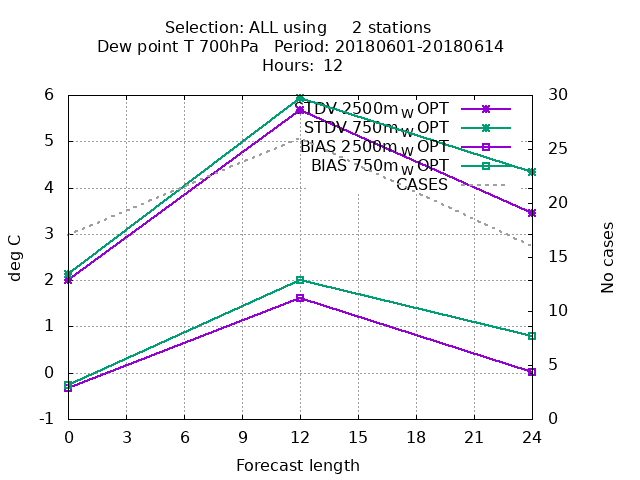 Selection: ALL using 2 stations
Dew point T 700hPa Period: 20180601-20180614
Hours: 12
6
5
4
3
2
1
0
-1
deg C
30
25
20
15
10
5
0
No cases
STDV 2500m_W OPT
STDV 750m_W OPT
BIAS 2500m_W OPT
BIAS 750m_W OPT
CASES
0 3 6 9 12 15 18 21 24
Forecast length